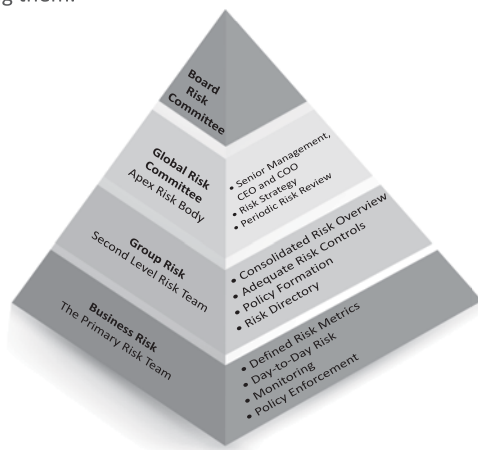 g them.
Board
Risk
Committee
Global Risk
Committee
Apex Risk Body
• Senior Management,
CEO and COO
• Risk Strategy
• Periodic Risk Review
Group Risk
Second Level Risk Team
• Consolidated Risk Overview
• Adequate Risk Controls
• Policy Formation
• Risk Directory
Business Risk
The Primary Risk Team
• Defined Risk Metrics
• Day-to-Day Risk
• Monitoring
• Policy Enforcement